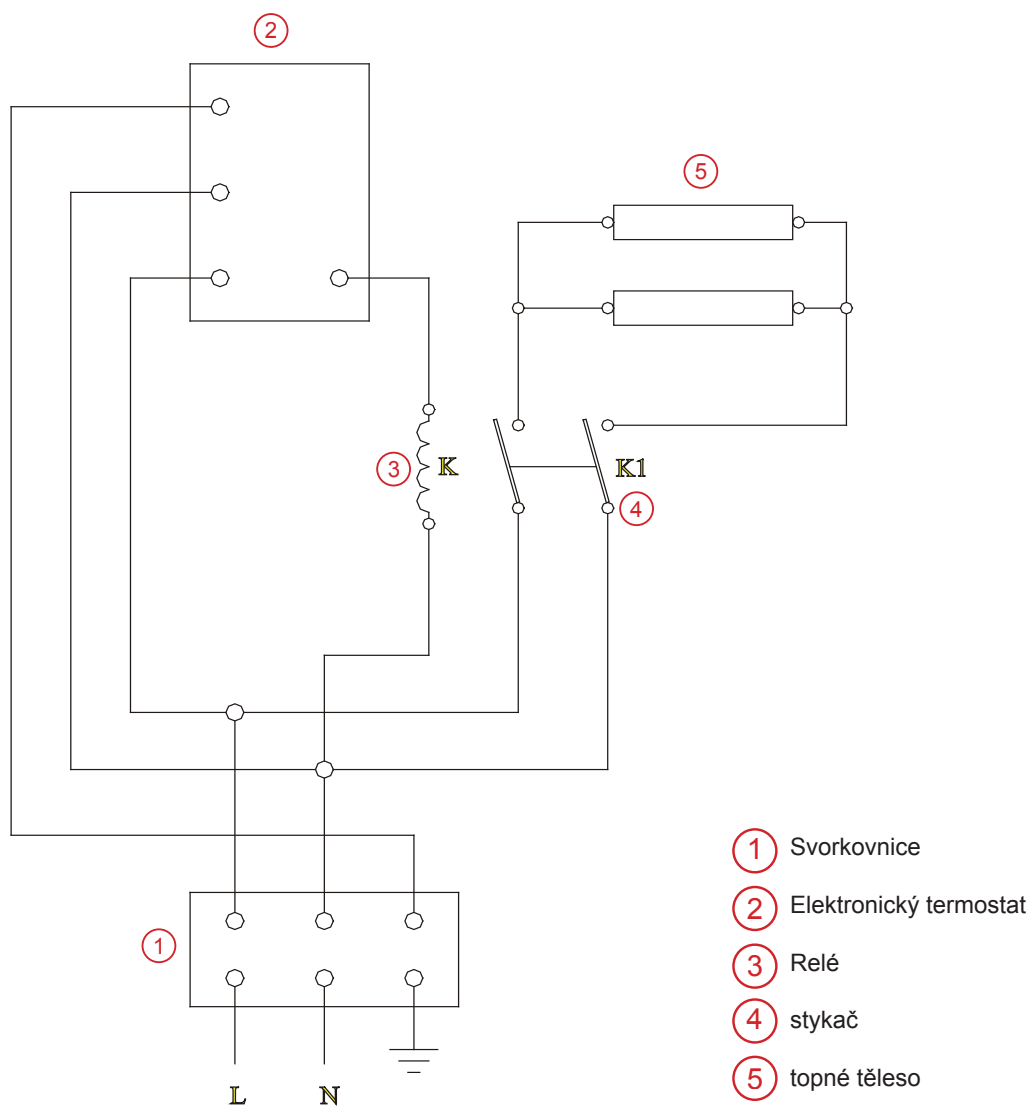 2
5
3 K
K1
4
1
L N
1 Svorkovnice
2 Elektronický termostat
3 Relé
4 stykač
5 topné těleso